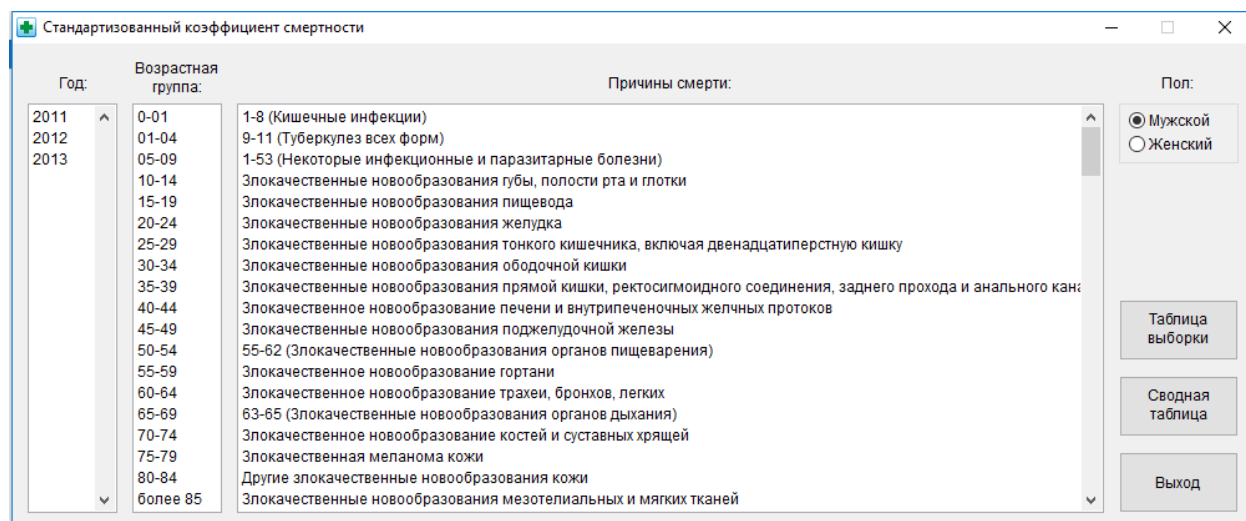 Стандартизованный коэффициент смертности
Год:
Возрастная
группа:
Причины смерти:
Пол:
2011
2012
2013
0-01
01-04
05-09
10-14
15-19
20-24
25-29
30-34
35-39
40-44
45-49
50-54
55-59
60-64
65-69
70-74
75-79
80-84
более 85
1-8 (Кишечные инфекции)
9-11 (Туберкулез всех форм)
1-53 (Некоторые инфекционные и паразитарные болезни)
Злокачественные новообразования губы, полости рта и глотки
Злокачественные новообразования пищевода
Злокачественные новообразования желудка
Злокачественные новообразования тонкого кишечника, включая двенадцатиперстную кишку
Злокачественные новообразования ободочной кишки
Злокачественные новообразования прямой кишки, ректосигмоидного соединения, заднего прохода и анального кана
Злокачественное новообразование печени и внутрипеченочных желчных протоков
Злокачественные новообразования поджелудочной железы
55-62 (Злокачественные новообразования органов пищеварения)
Злокачественное новообразование гортани
Злокачественное новообразование трахеи, бронхов, легких
63-65 (Злокачественные новообразования органов дыхания)
Злокачественное новообразование костей и суставных хрящей
Злокачественная меланома кожи
Другие злокачественные новообразования кожи
Злокачественные новообразования мезотелиальных и мягких тканей
Мужской
Женский
Таблица
выборки
Сводная
таблица
Выход